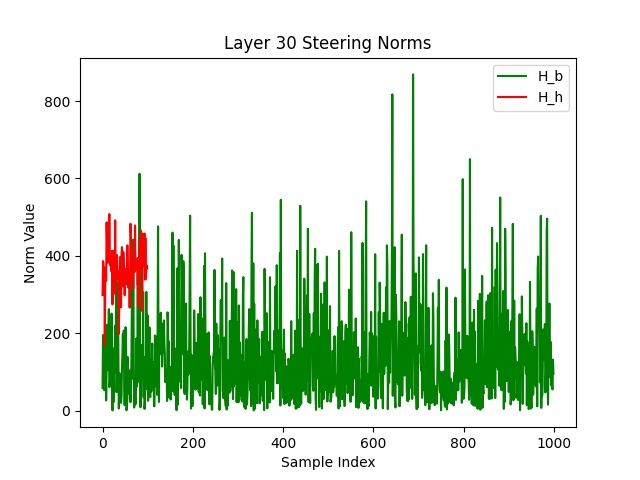 Layer 30 Steering Norms
H_b
H_h
Norm Value
800
600
400
200
0
0 200 400 600 800 1000
Sample Index